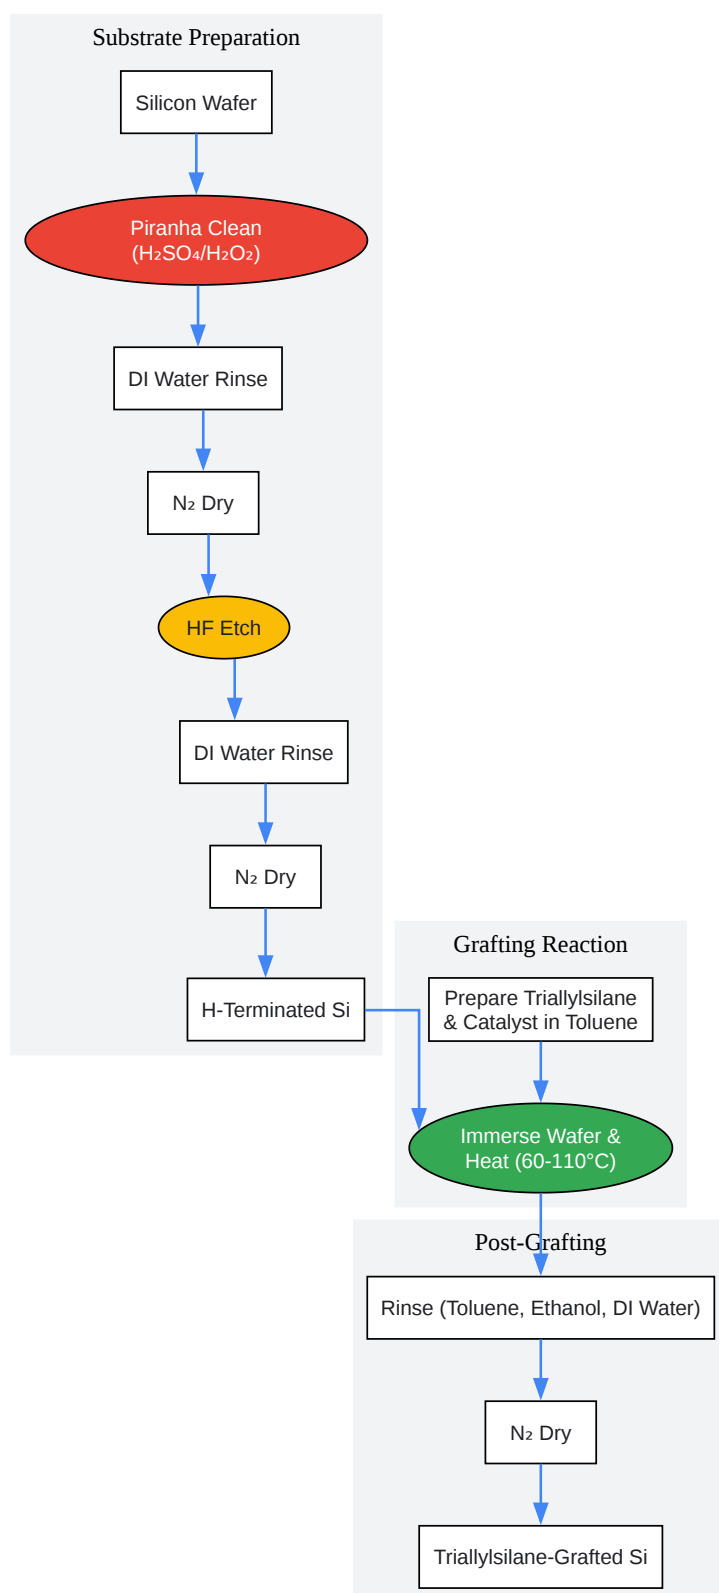 Substrate Preparation
Silicon Wafer
Piranha Clean
(H₂SO₄/H₂O₂)
DI Water Rinse
N₂ Dry
HF Etch
DI Water Rinse
N₂ Dry
H-Terminated Si
Grafting Reaction
Prepare Triallylsilane
& Catalyst in Toluene
Immerse Wafer &
Heat (60-110°C)
Post-Grafting
Rinse (Toluene, Ethanol, DI Water)
N₂ Dry
Triallylsilane-Grafted Si